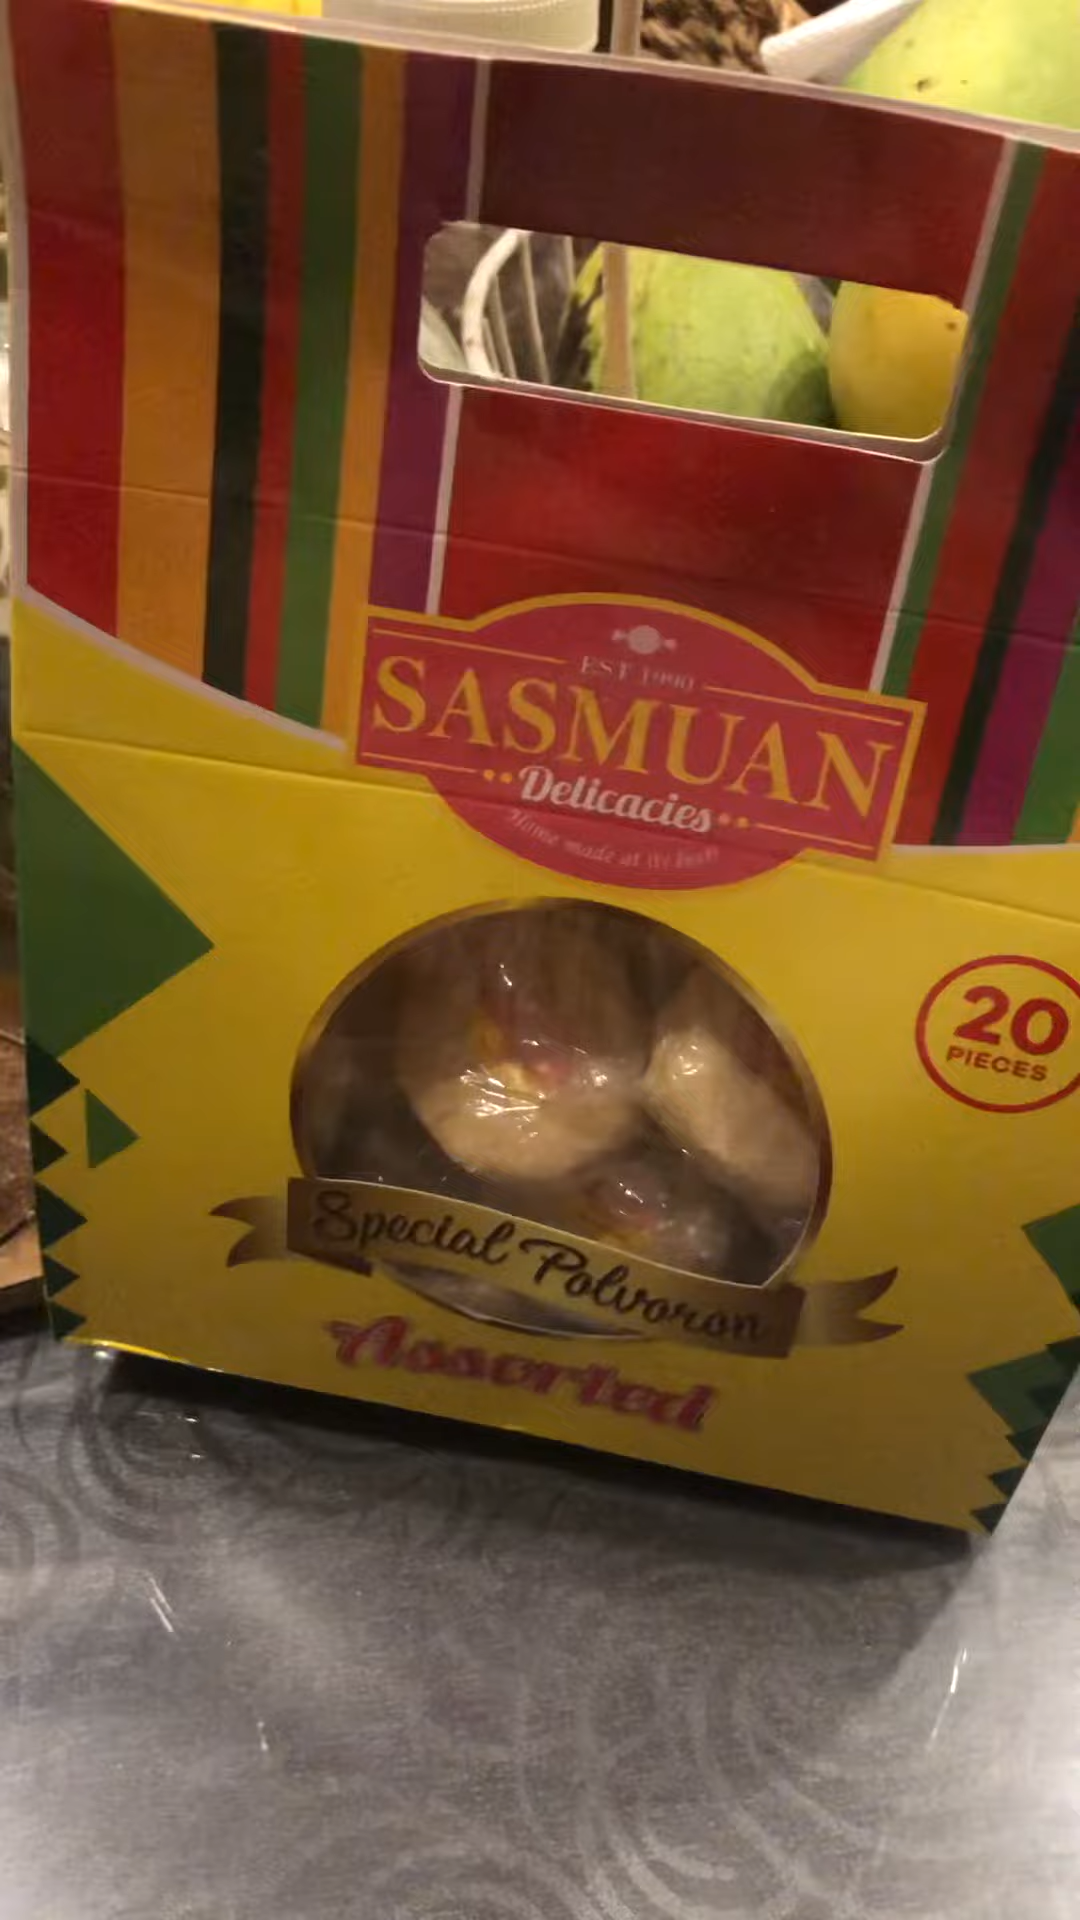 EST 1990
SASMUAN
Delicacies
Home made at its best!
20
PIECES
Special Polvoron
Assorted